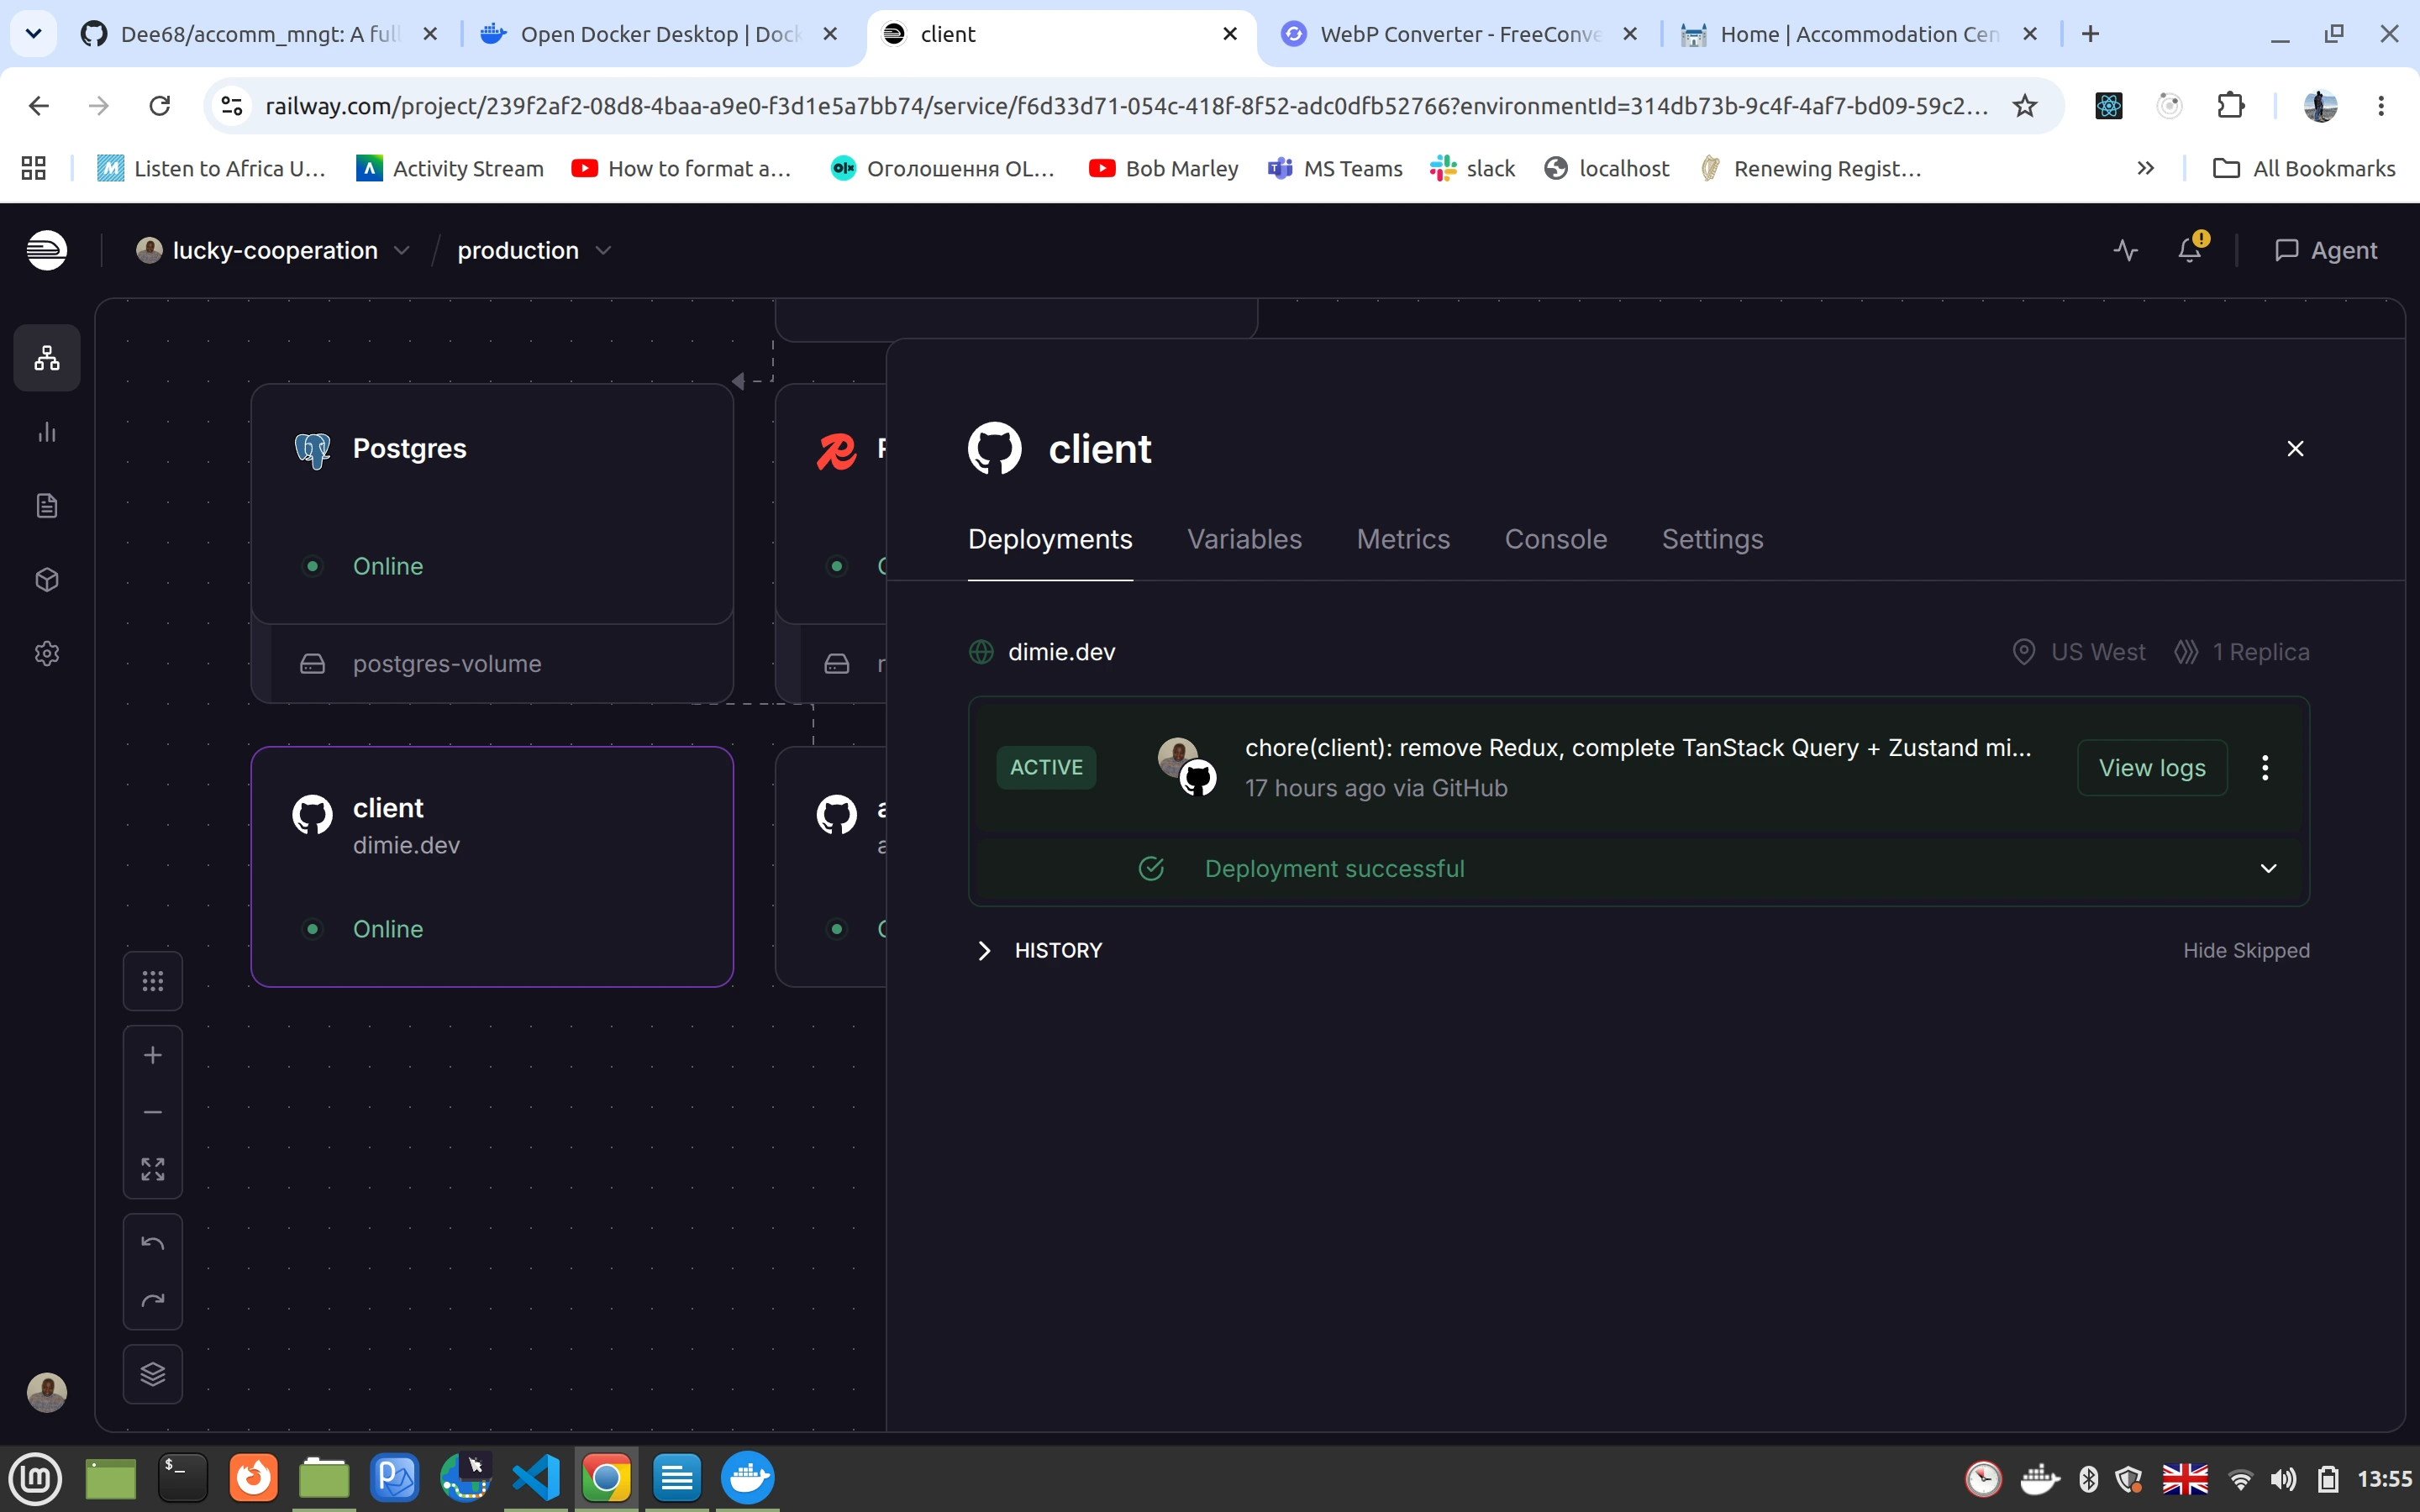 Dee68/accomm_mngt: A full
Open Docker Desktop | Dock
client
WebP Converter - FreeConve
Home | Accommodation Cen
railway.com/project/239f2af2-08d8-4baa-a9e0-f3d1e5a7bb74/service/f6d33d71-054c-418f-8f52-adc0dfb52766?environmentId=314db73b-9c4f-4af7-bd09-59c2...
Listen to Africa U...
Activity Stream
How to format a...
Оголошення OL...
Bob Marley
MS Teams
slack
localhost
Renewing Regist...
All Bookmarks
lucky-cooperation / production
Agent
Postgres
Online
postgres-volume
client
dimie.dev
Online
client
Deployments
Variables
Metrics
Console
Settings
dimie.dev
US West
1 Replica
ACTIVE
chore(client): remove Redux, complete TanStack Query + Zustand mi...
17 hours ago via GitHub
View logs
Deployment successful
HISTORY
Hide Skipped
13:55